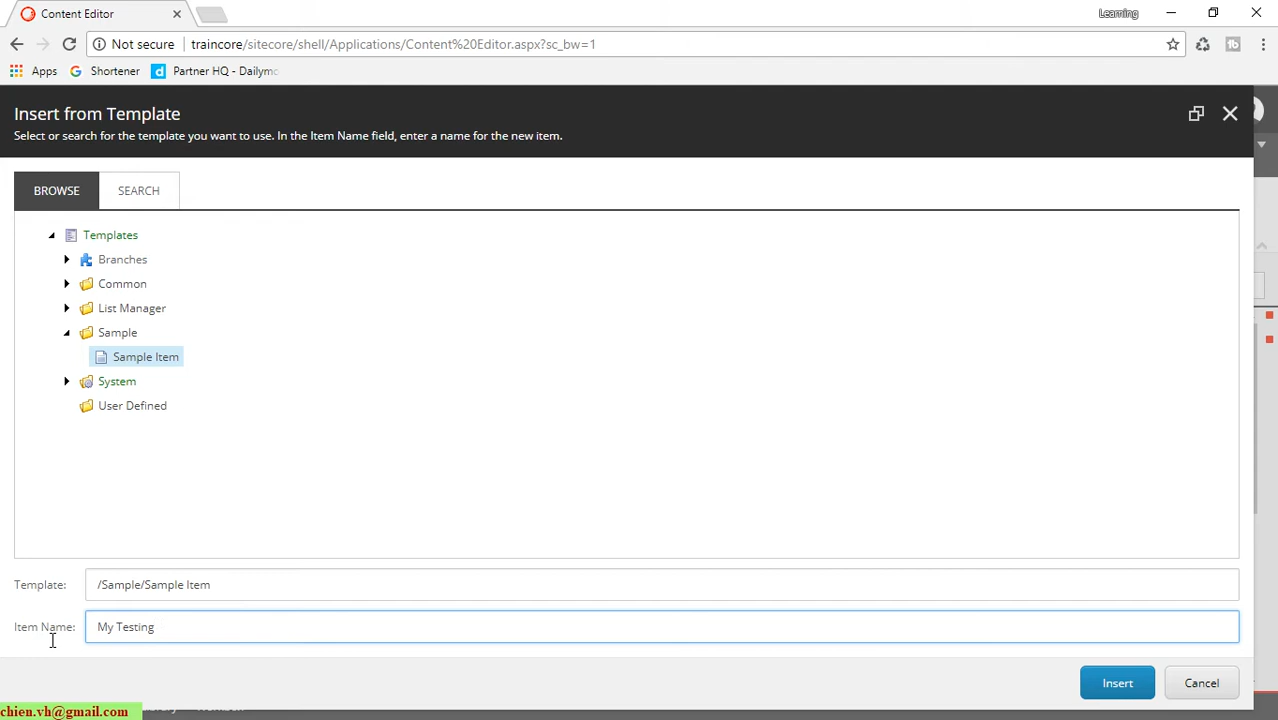 Content Editor
Learning
Not secure traincore/sitecore/shell/Applications/Content%20Editor.aspx?sc_bw=1
Apps Shortener Partner HQ - Dailymo
Insert from Template
Select or search for the template you want to use. In the Item Name field, enter a name for the new item.
BROWSE SEARCH
Templates
Branches
Common
List Manager
Sample
Sample Item
System
User Defined
Template: /Sample/Sample Item
Item Name: My Testing
Insert Cancel
chien.vh@gmail.com